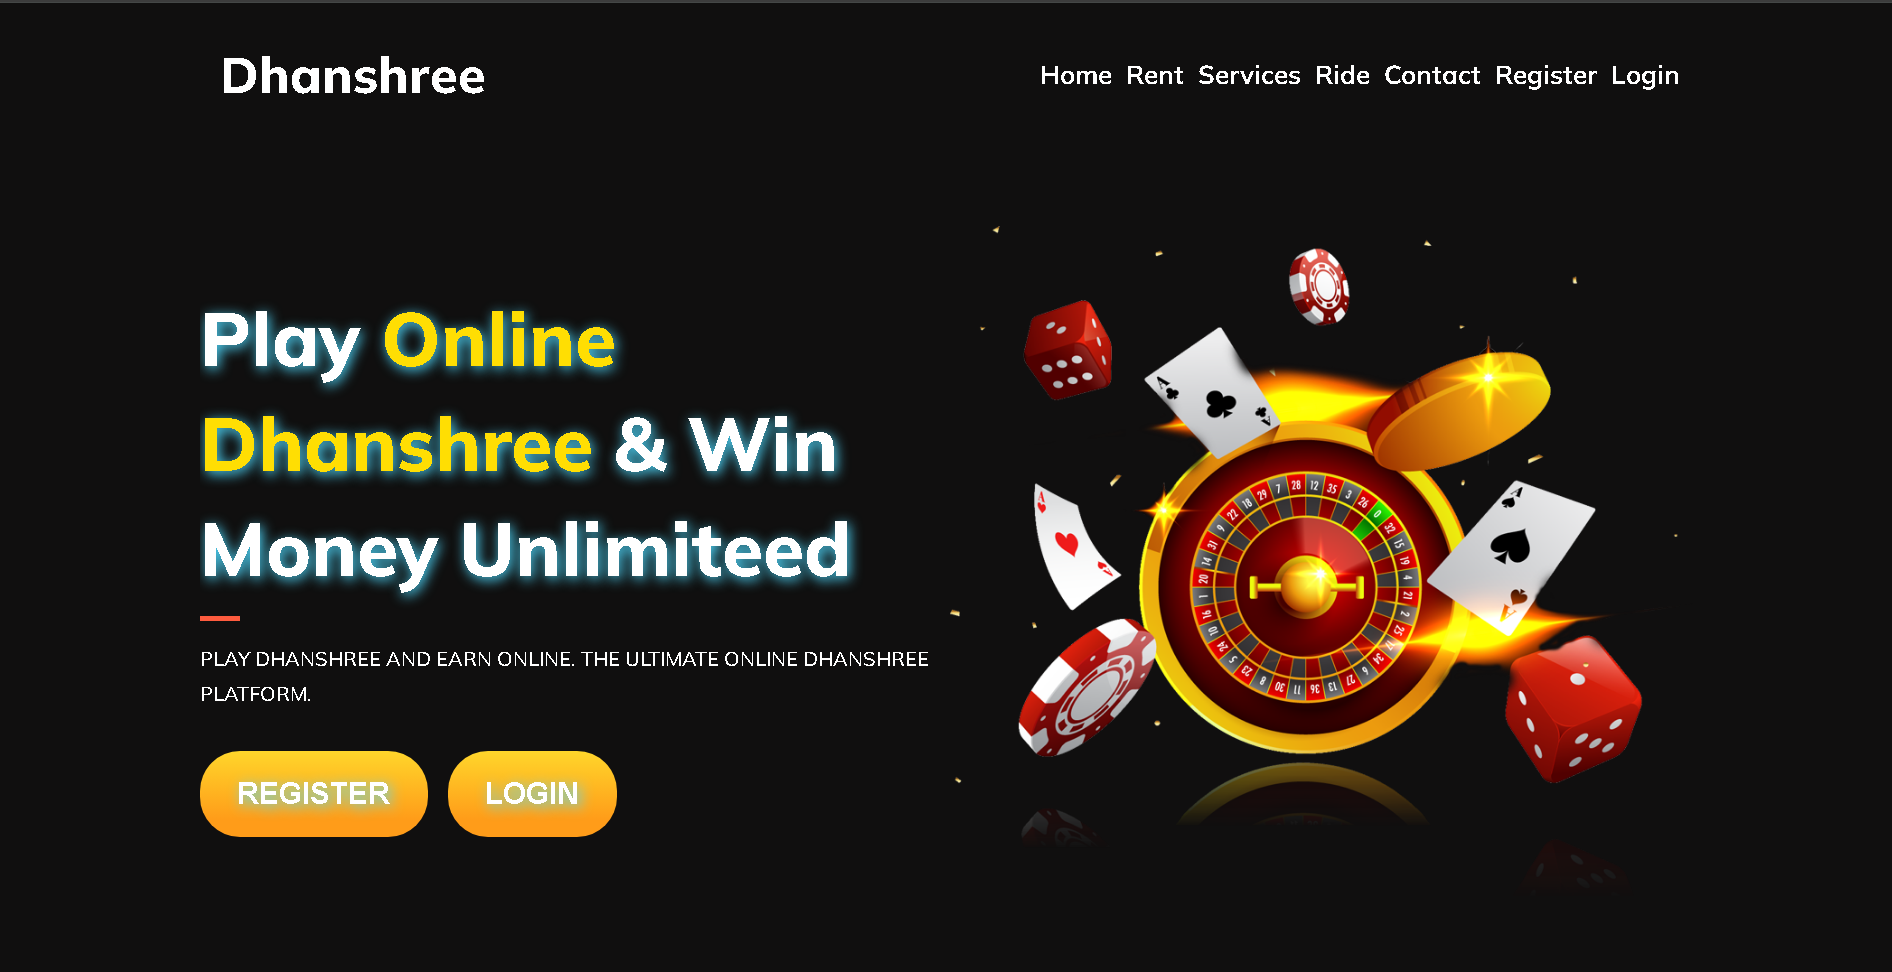 Dhanshree
Home Rent Services Ride Contact Register Login
Play Online
Dhanshree & Win
Money Unlimiteed
PLAY DHANSHREE AND EARN ONLINE. THE ULTIMATE ONLINE DHANSHREE
PLATFORM.
REGISTER LOGIN